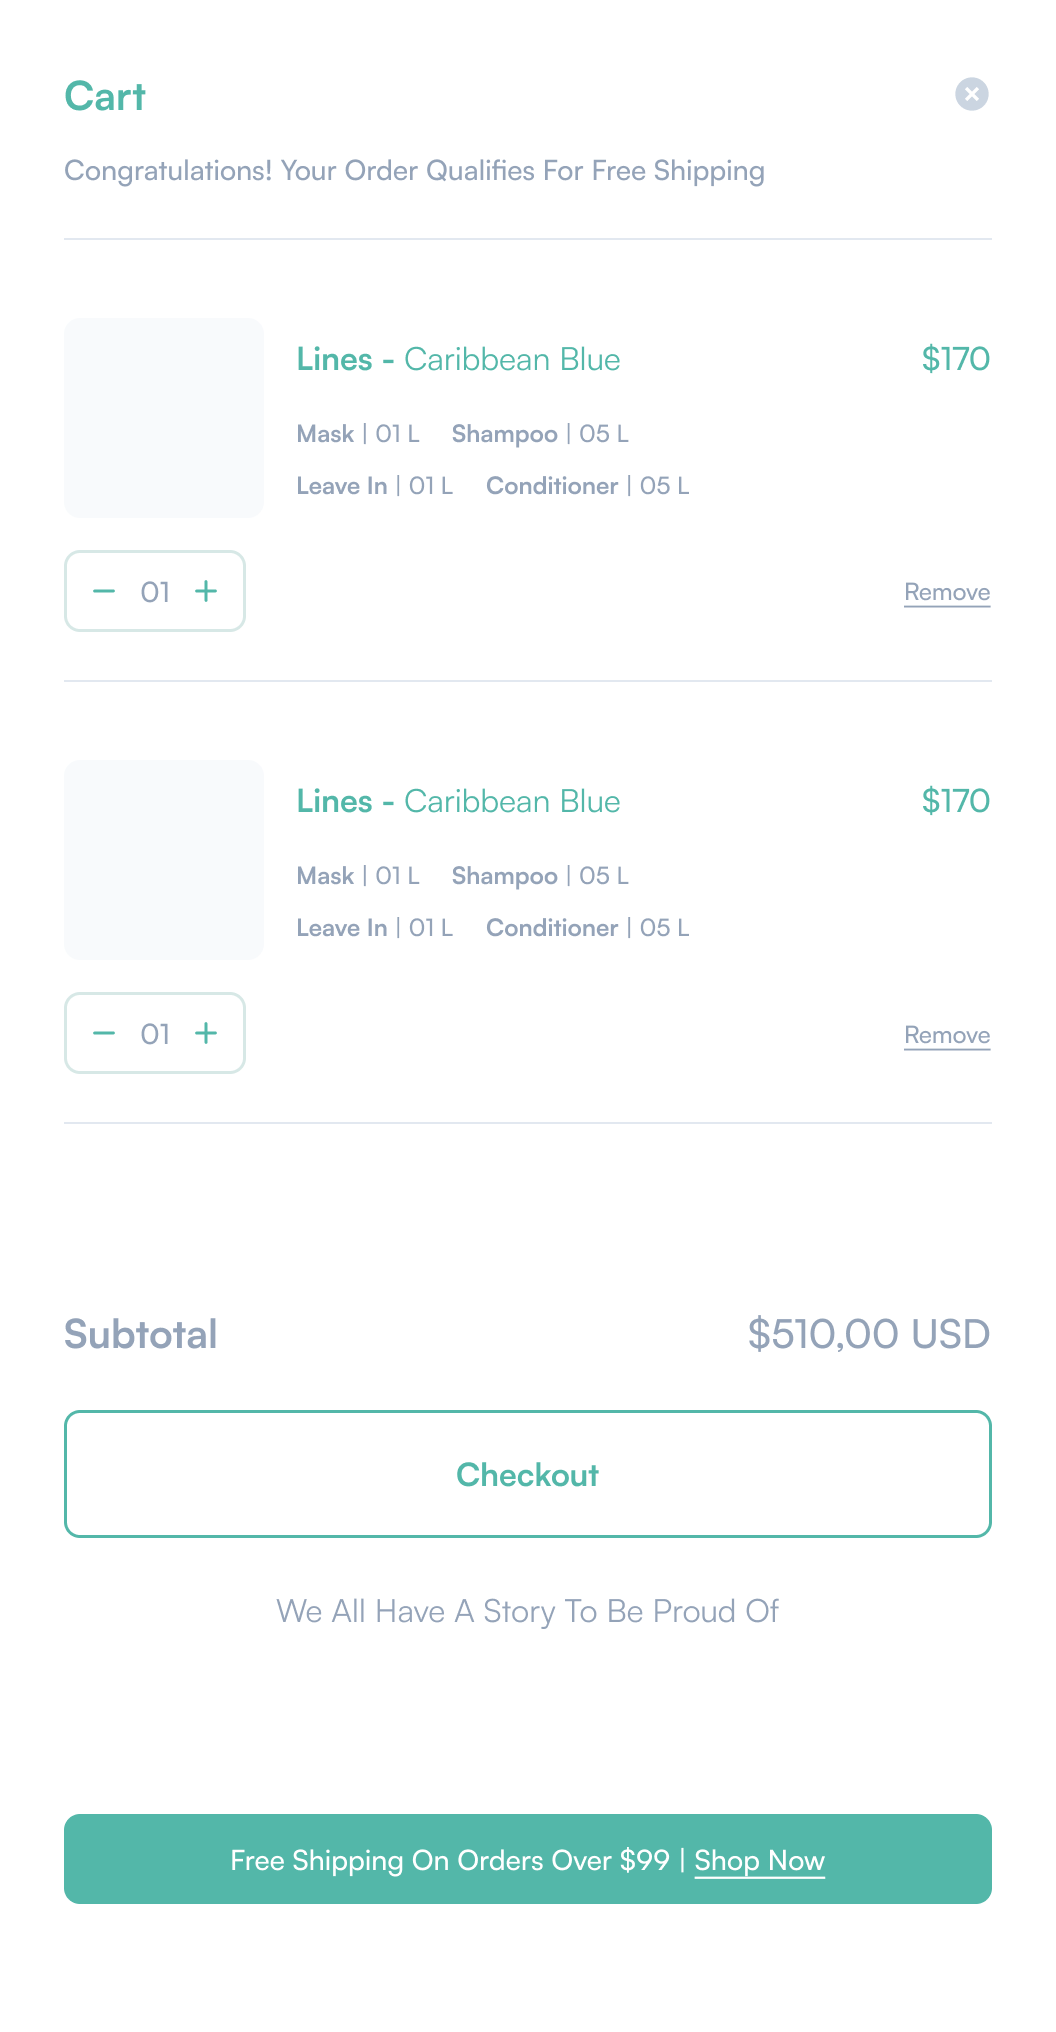 Cart
Congratulations! Your Order Qualifies For Free Shipping
Lines - Caribbean Blue $170
Mask | 01 L Shampoo | 05 L
Leave In | 01 L Conditioner | 05 L
01 Remove
Lines - Caribbean Blue $170
Mask | 01 L Shampoo | 05 L
Leave In | 01 L Conditioner | 05 L
01 Remove
Subtotal $510,00 USD
Checkout
We All Have A Story To Be Proud Of
Free Shipping On Orders Over $99 | Shop Now